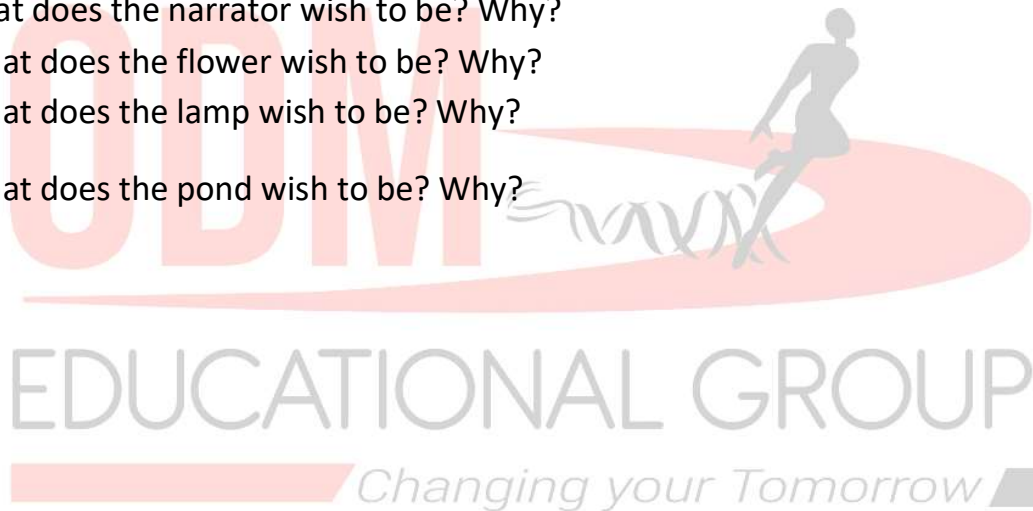 at does the narrator wish to be? Why?
at does the flower wish to be? Why?
at does the lamp wish to be? Why?
at does the pond wish to be? Why?
ODM
EDUCATIONAL GROUP
Changing your Tomorrow